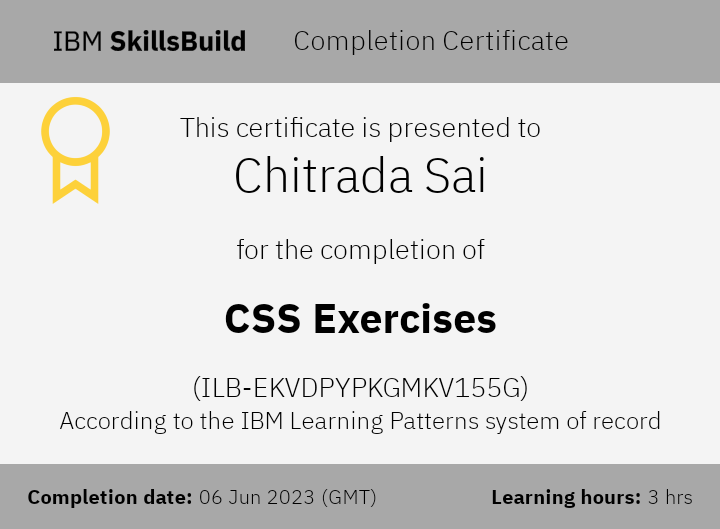 IBM SkillsBuild Completion Certificate
This certificate is presented to
Chitrada Sai
for the completion of
CSS Exercises
(ILB-EKVDPYPKGMKV155G)
According to the IBM Learning Patterns system of record
Completion date: 06 Jun 2023 (GMT) Learning hours: 3 hrs